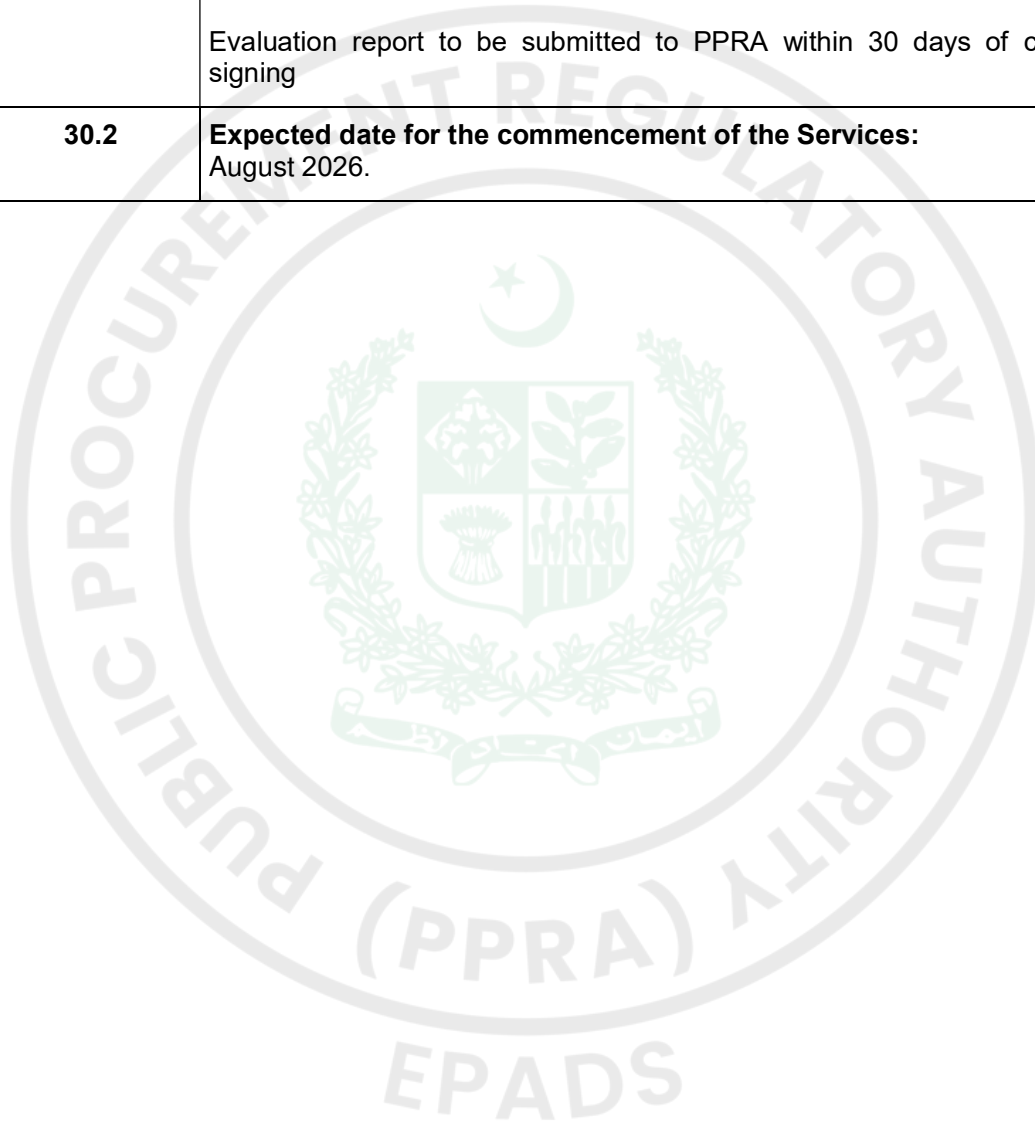 Evaluation report to be submitted to PPRA within 30 days of
signing
30.2 Expected date for the commencement of the Services:
August 2026.
PUBLIC PROCUREMENT REGULATORY AUTHORITY
(PPRA)
EPADS